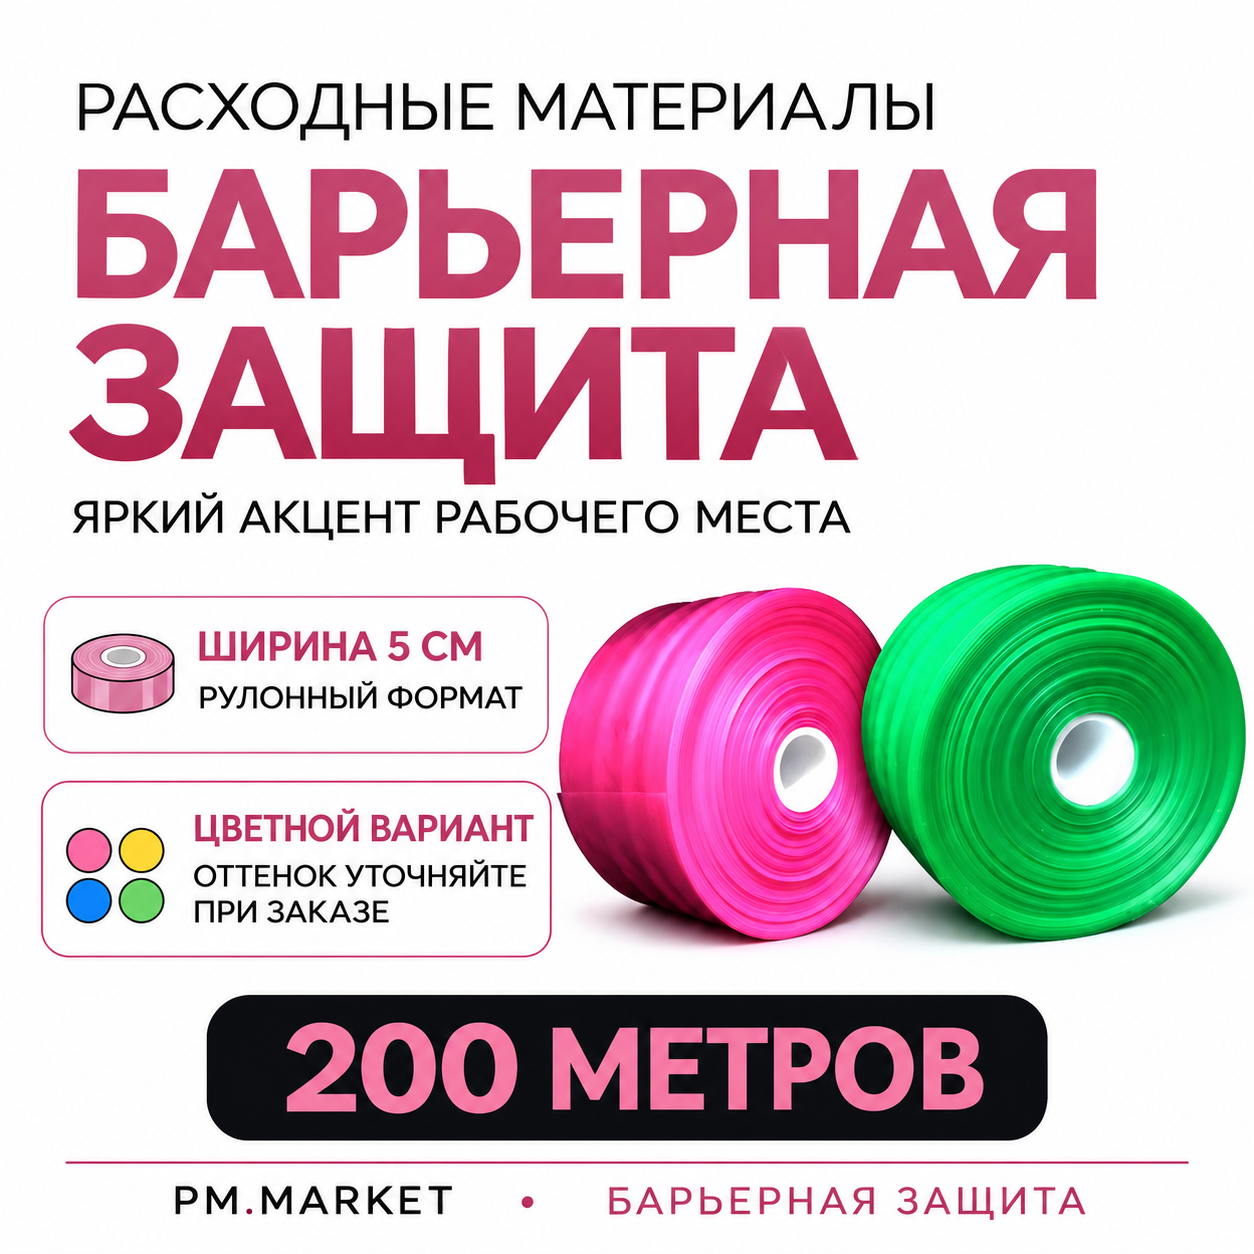 РАСХОДНЫЕ МАТЕРИАЛЫ
БАРЬЕРНАЯ
ЗАЩИТА
ЯРКИЙ АКЦЕНТ РАБОЧЕГО МЕСТА
ШИРИНА 5 СМ
РУЛОННЫЙ ФОРМАТ
ЦВЕТНОЙ ВАРИАНТ
ОТТЕНОК УТОЧНЯЙТЕ
ПРИ ЗАКАЗЕ
200 МЕТРОВ
PM.MARKET • БАРЬЕРНАЯ ЗАЩИТА